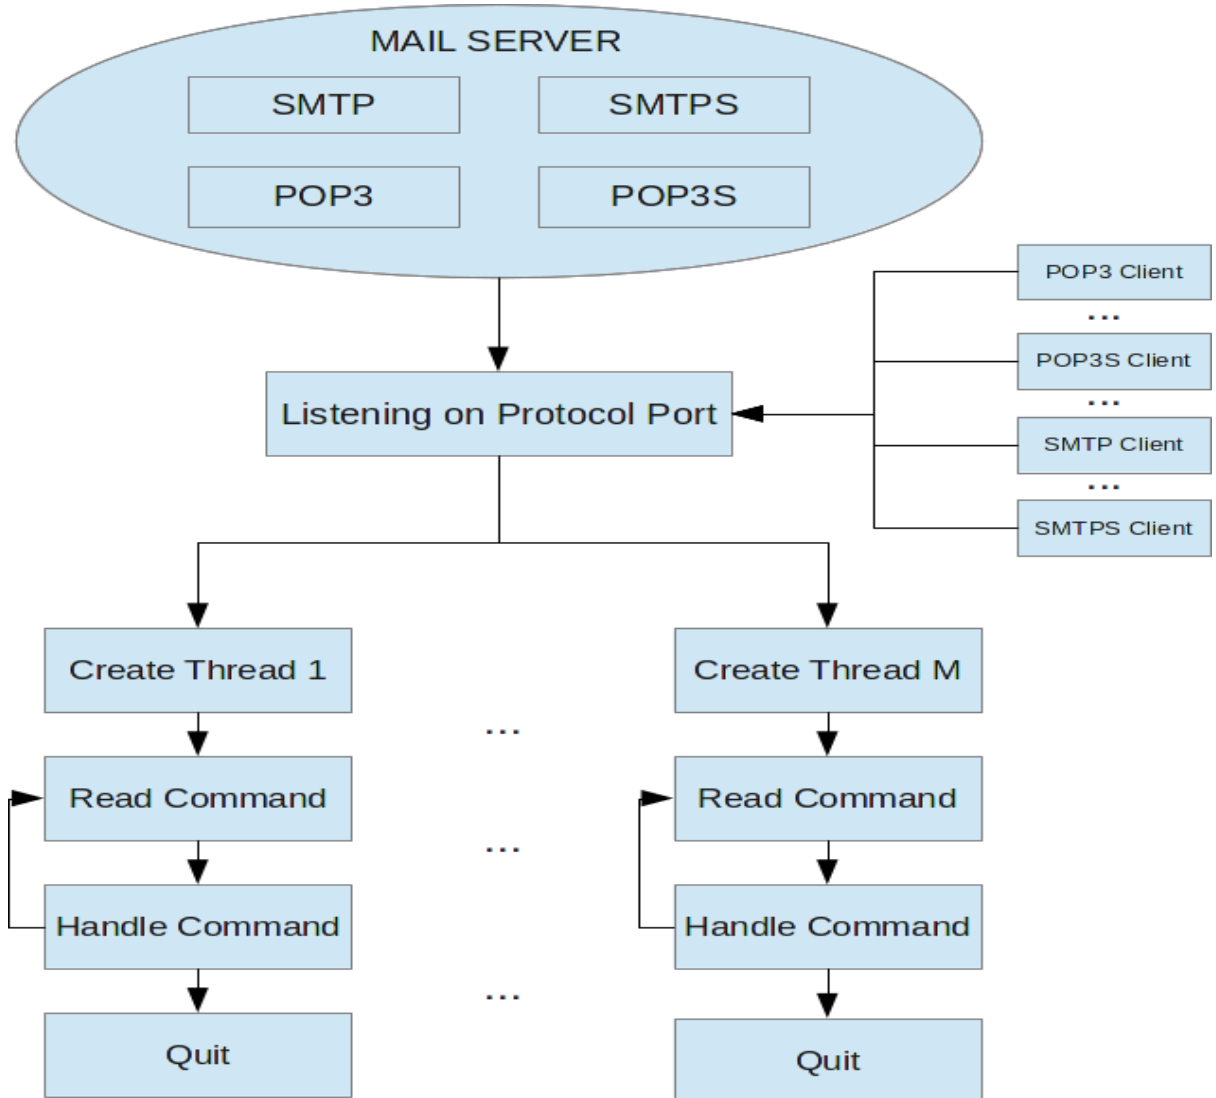 MAIL SERVER
SMTP
SMTPS
POP3
POP3S
POP3 Client
...
POP3S Client
...
SMTP Client
...
SMTPS Client
Listening on Protocol Port
Create Thread 1
Create Thread M
...
Read Command
Read Command
...
Handle Command
Handle Command
...
Quit
Quit